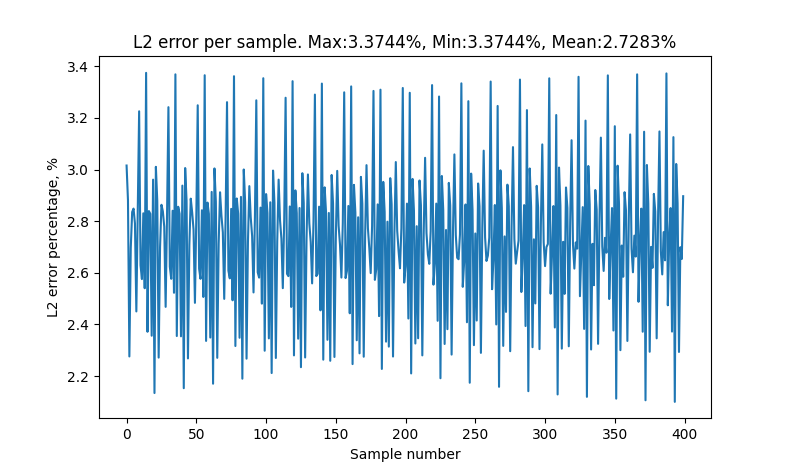 L2 error per sample. Max:3.3744%, Min:3.3744%, Mean:2.7283%
3.4
3.2
3.0
2.8
2.6
2.4
2.2
L2 error percentage, %
0 50 100 150 200 250 300 350 400
Sample number